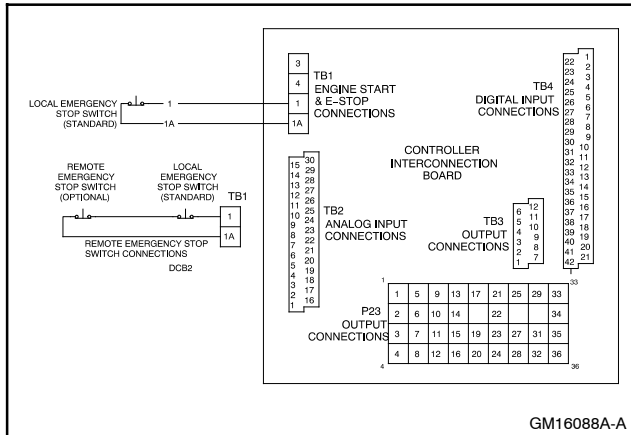 3
4
1
1A
TB1
ENGINE START
& E-STOP
CONNECTIONS
LOCAL EMERGENCY
STOP SWITCH
(STANDARD)
1
1A
REMOTE
EMERGENCY
STOP SWITCH
(OPTIONAL)
LOCAL
EMERGENCY
STOP SWITCH
(STANDARD)
TB1
1
1A
REMOTE EMERGENCY STOP
SWITCH CONNECTIONS
DCB2
15 30
14 29
13 28
12 27
11 26
10 25
9 24
8 23
7 22
6 21
5 20
4 19
3 18
2 17
1 16
TB2
ANALOG INPUT
CONNECTIONS
CONTROLLER
INTERCONNECTION
BOARD
TB4
DIGITAL INPUT
CONNECTIONS
22 1
23 2
24 3
25 4
26 5
27 6
28 7
29 8
30 9
31 10
32 11
33 12
34 13
35 14
36 15
37 16
38 17
39 18
40 19
41 20
42 21
TB3
OUTPUT
CONNECTIONS
6 12
5 11
4 10
3 9
2 8
1 7
P23
OUTPUT
CONNECTIONS
1 33
1 5 9 13 17 21 25 29 33
2 6 10 14 22 34
3 7 11 15 19 23 27 31 35
4 8 12 16 20 24 28 32 36
4 36
GM16088A-A